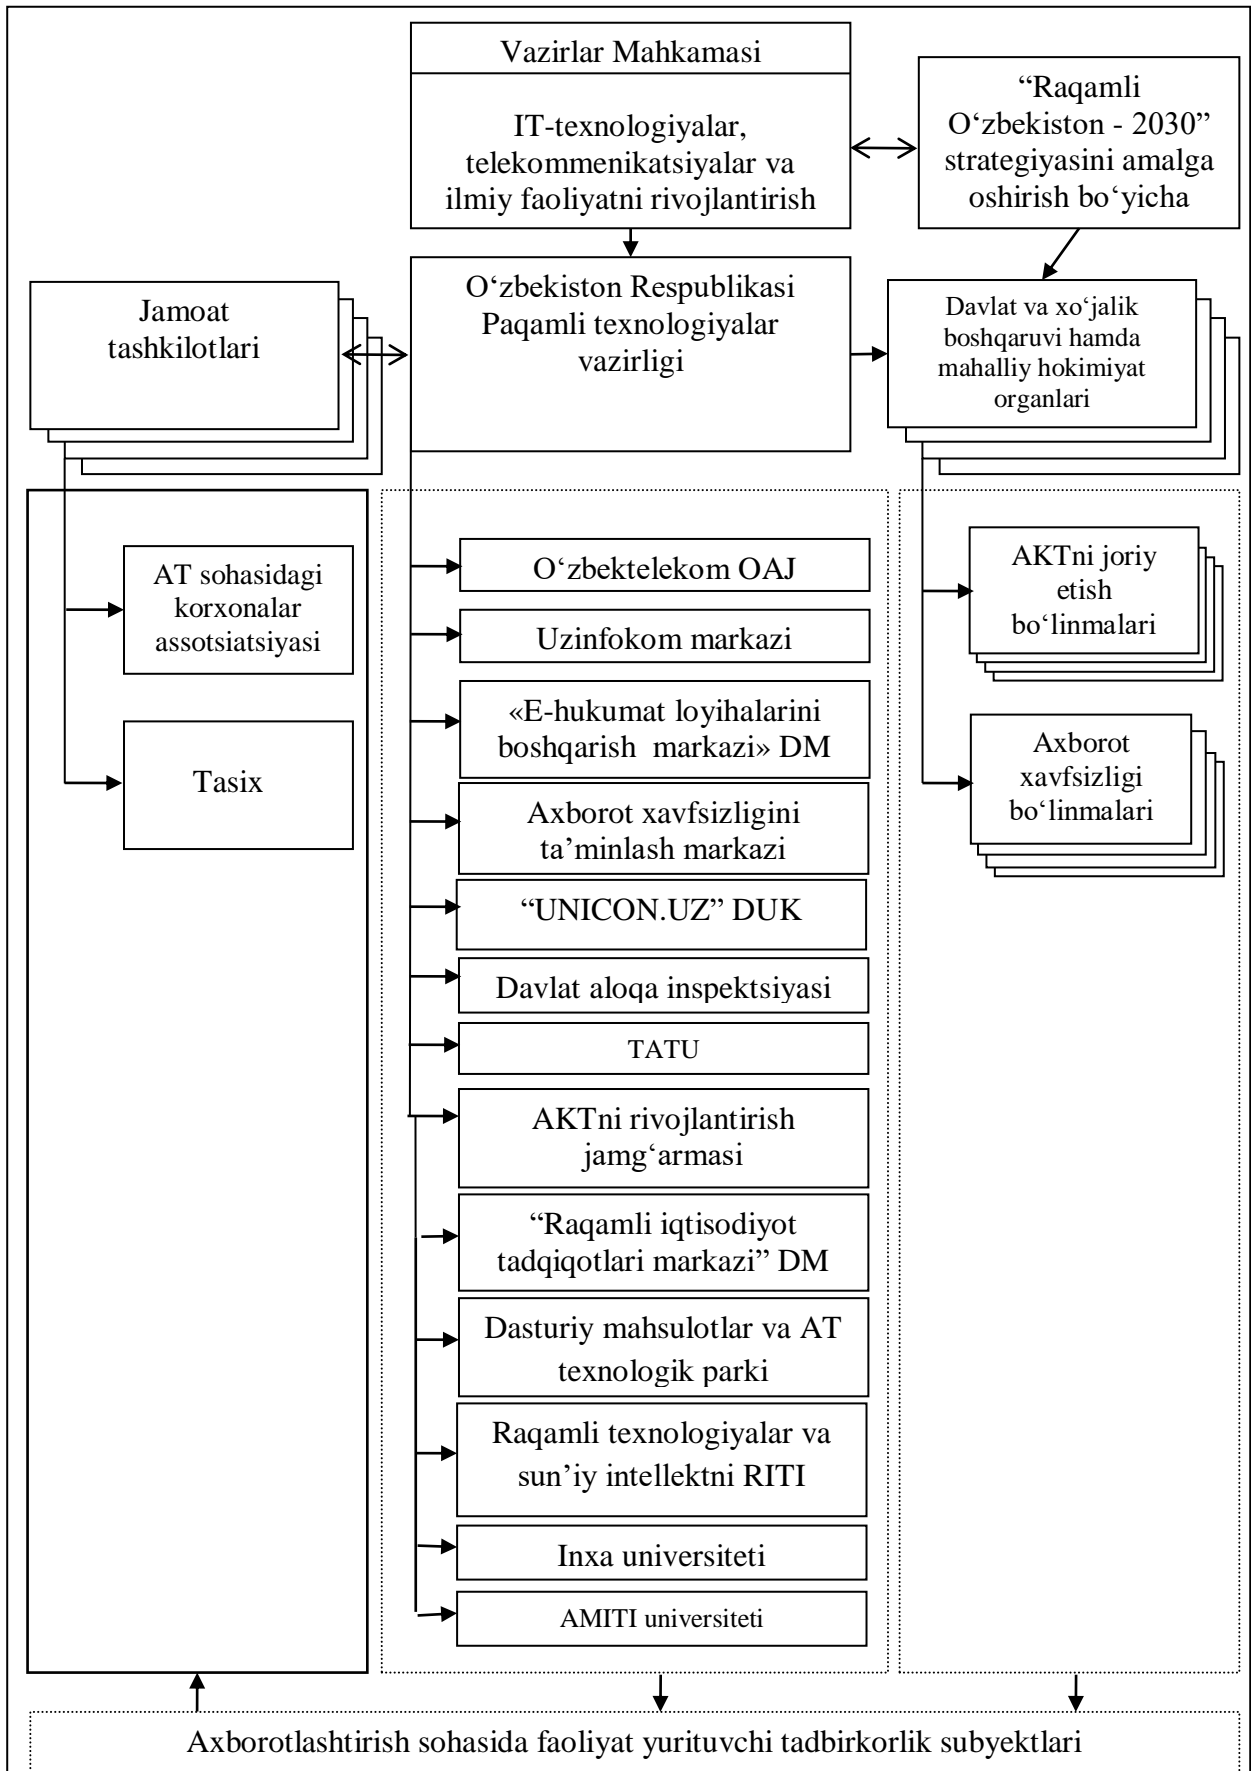 Vazirlar Mahkamasi
IT-texnologiyalar,
telekommenikatsiyalar va
ilmiy faoliyatni rivojlantirish
“Raqamli
O‘zbekiston - 2030”
strategiyasini amalga
oshirish bo‘yicha
Jamoat
tashkilotlari
O‘zbekiston Respublikasi
Paqamli texnologiyalar
vazirligi
Davlat va xo‘jalik
boshqaruvi hamda
mahalliy hokimiyat
organlari
AT sohasidagi
korxonalar
assotsiatsiyasi
Tasix
O‘zbektelekom OAJ
Uzinfokom markazi
«E-hukumat loyihalarini
boshqarish markazi» DM
Axborot xavfsizligini
ta’minlash markazi
“UNICON.UZ” DUK
Davlat aloqa inspektsiyasi
TATU
AKTni rivojlantirish
jamg‘armasi
“Raqamli iqtisodiyot
tadqiqotlari markazi” DM
Dasturiy mahsulotlar va AT
texnologik parki
Raqamli texnologiyalar va
sun’iy intellektni RITI
Inxa universiteti
AMITI universiteti
AKTni joriy
etish
bo‘linmalari
Axborot
xavfsizligi
bo‘linmalari
Axborotlashtirish sohasida faoliyat yurituvchi tadbirkorlik subyektlari